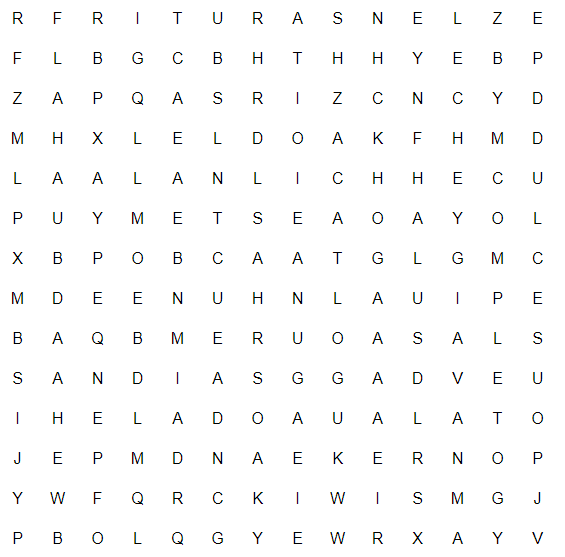 R F R I T U R A S N E L Z E
F L B G C B H T H H Y E B P
Z A P Q A S R I Z C N C Y D
M H X L E L D O A K F H M D
L A A L A N L I C H H E C U
P U Y M E T S E A O A Y O L
X B P O B C A A T G L G M C
M D E E N U H N L A U I P E
B A Q B M E R U O A S A L S
S A N D I A S G G A D V E U
I H E L A D O A U A L A T O
J E P M D N A E K E R N O P
Y W F Q R C K I W I S M G J
P B O L Q G Y E W R X A Y V